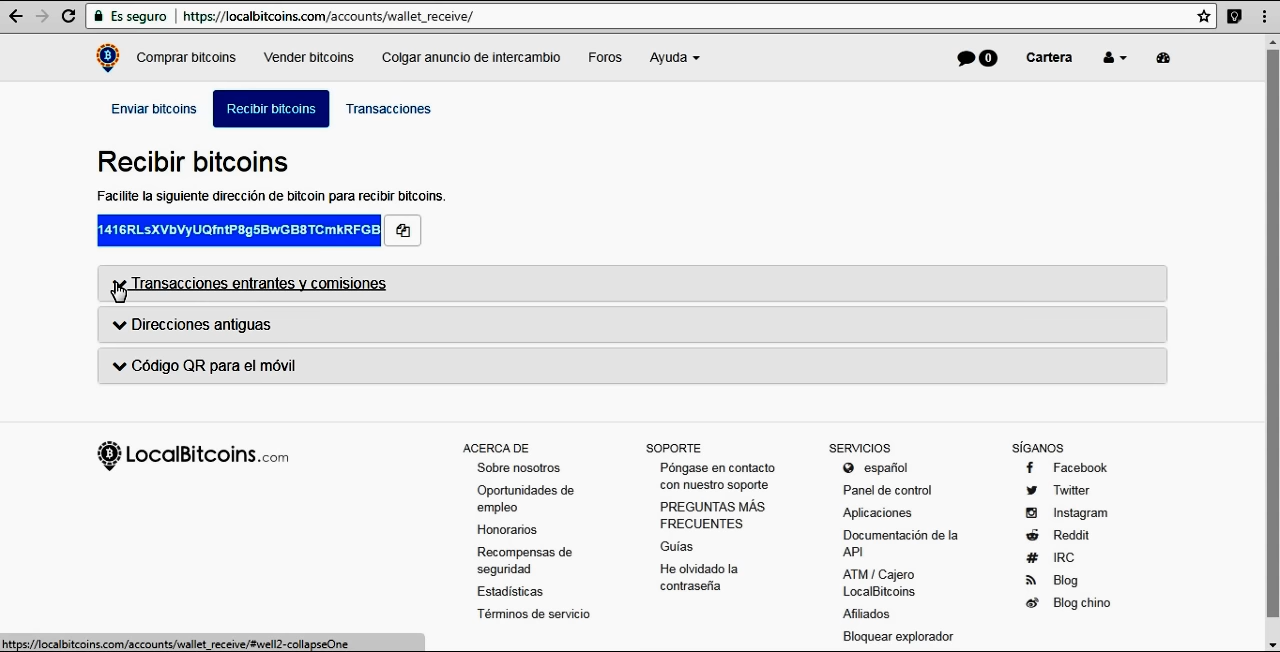 Es seguro | https://localbitcoins.com/accounts/wallet_receive/
Comprar bitcoins Vender bitcoins Colgar anuncio de intercambio Foros Ayuda 0 Cartera
Enviar bitcoins Recibir bitcoins Transacciones
Recibir bitcoins
Facilite la siguiente dirección de bitcoin para recibir bitcoins.
1416RLsXVbVyUQfntP8g5BwGB8TCmkRFGB
Transacciones entrantes y comisiones
Direcciones antiguas
Código QR para el móvil
LocalBitcoins.com
ACERCA DE
Sobre nosotros
Oportunidades de
empleo
Honorarios
Recompensas de
seguridad
Estadísticas
Términos de servicio
SOPORTE
Póngase en contacto
con nuestro soporte
PREGUNTAS MÁS
FRECUENTES
Guías
He olvidado la
contraseña
SERVICIOS
español
Panel de control
Aplicaciones
Documentación de la
API
ATM / Cajero
LocalBitcoins
Afiliados
Bloquear explorador
SÍGANOS
Facebook
Twitter
Instagram
Reddit
IRC
Blog
Blog chino
https://localbitcoins.com/accounts/wallet_receive/#well2-collapseOne